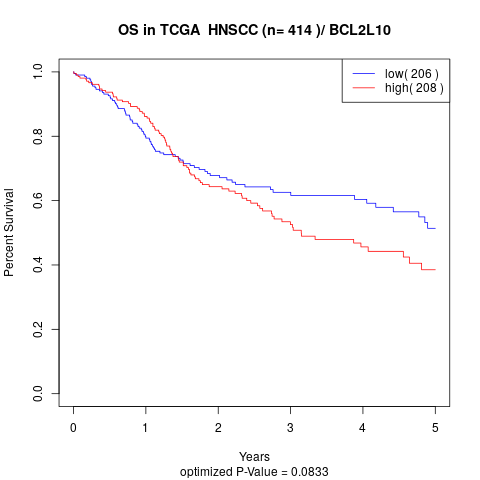 OS in TCGA  HNSCC (n= 414 )/ BCL2L10
low( 206 )
high( 208 )
Percent Survival
1.0
0.8
0.6
0.4
0.2
0.0
0 1 2 3 4 5
Years
optimized P-Value = 0.0833